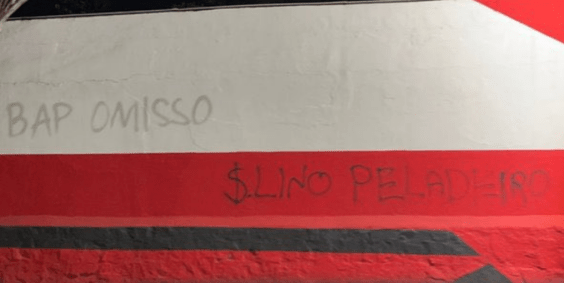 BAP OMISSO
$.LINO PELADEIRO